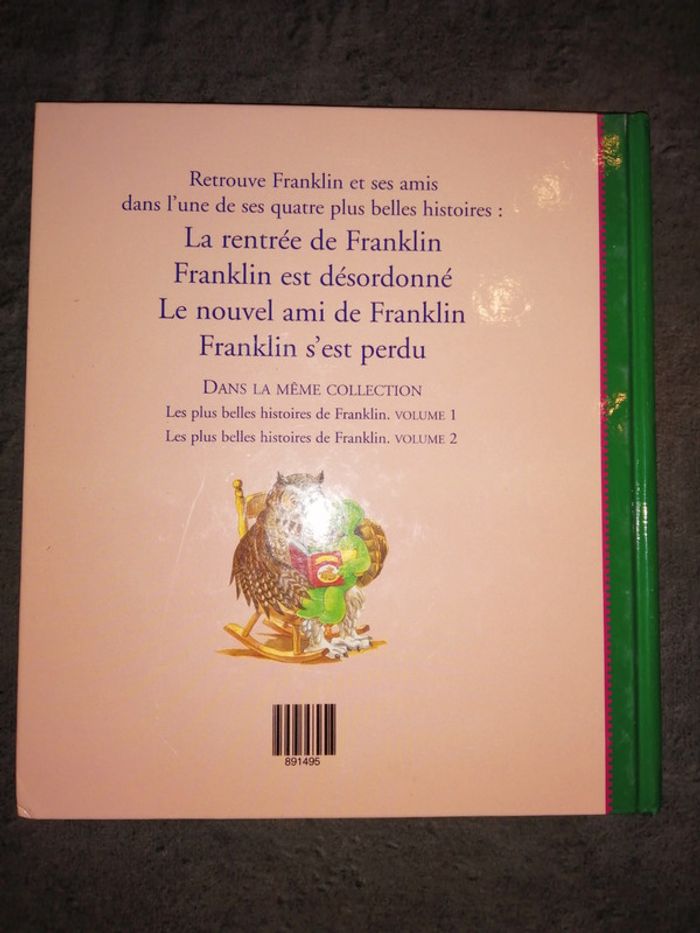 Retrouve Franklin et ses amis
dans l'une de ses quatre plus belles histoires :
La rentrée de Franklin
Franklin est désordonné
Le nouvel ami de Franklin
Franklin s'est perdu
DANS LA MÊME COLLECTION
Les plus belles histoires de Franklin. VOLUME 1
Les plus belles histoires de Franklin. VOLUME 2
891495